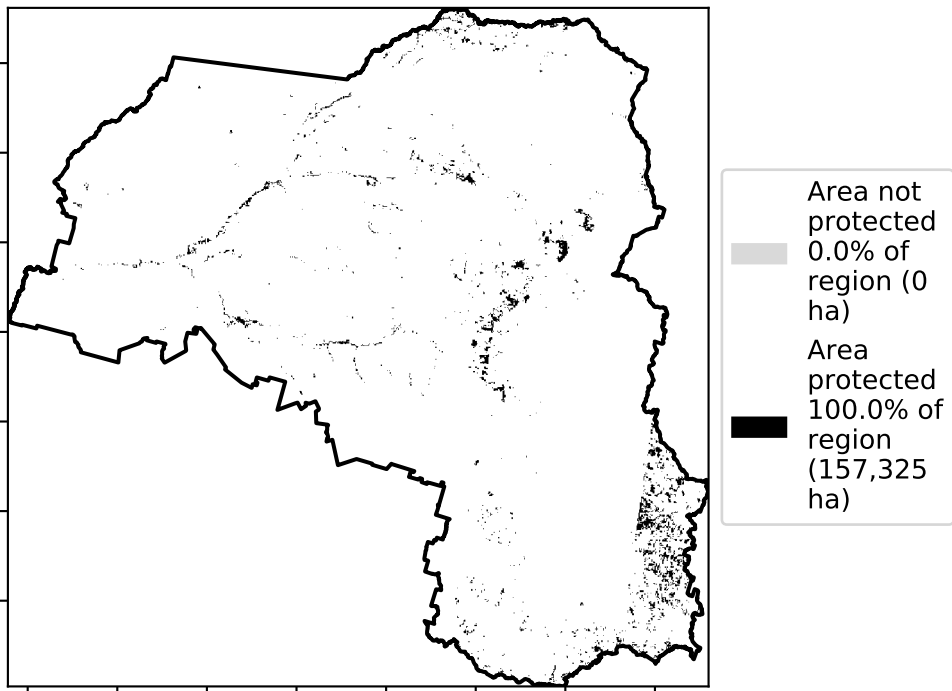 Area not
protected
0.0% of
region (0
ha)
Area
protected
100.0% of
region
(157,325
ha)